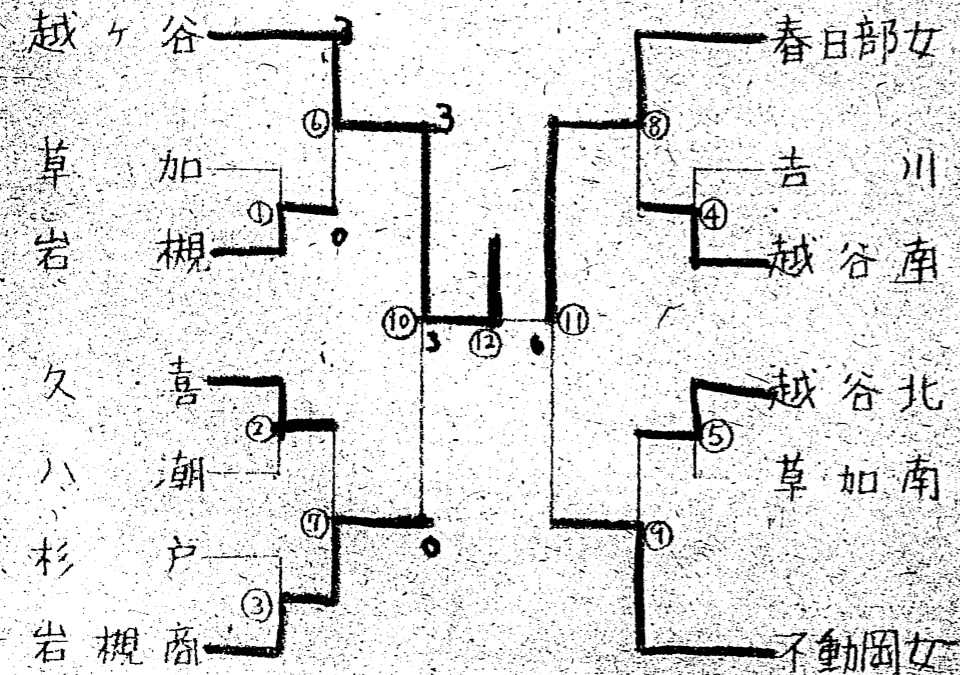 越ヶ谷
3
⑥
3
草加
①
岩槻
0
⑩
3
⑫
久喜
②
八潮
⑦
0
杉戸
③
岩槻商
春日部女
⑧
吉川
④
越谷南
⑪
0
越谷北
⑤
草加南
⑨
不動岡女